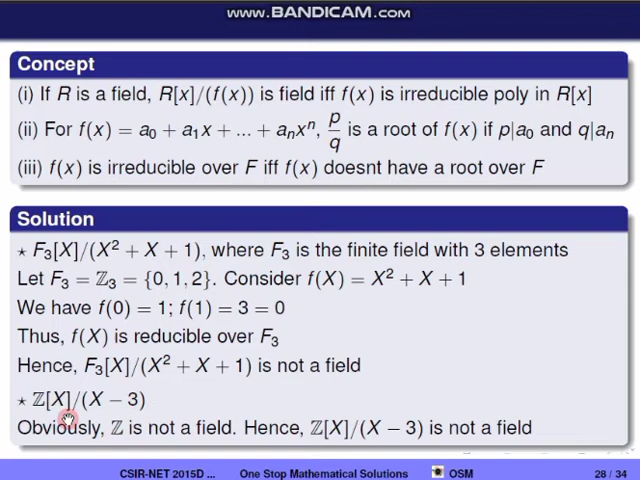 www.BANDICAM.com
Concept
(i) If R is a field, R[x]/(f(x)) is field iff f(x) is irreducible poly in R[x]
(ii) For f(x) = a₀ + a₁x + ... + aₙxⁿ, p/q is a root of f(x) if p|a₀ and q|aₙ
(iii) f(x) is irreducible over F iff f(x) doesnt have a root over F
Solution
⋆ F₃[X]/(X² + X + 1), where F₃ is the finite field with 3 elements
Let F₃ = ℤ₃ = {0, 1, 2}. Consider f(X) = X² + X + 1
We have f(0) = 1; f(1) = 3 = 0
Thus, f(X) is reducible over F₃
Hence, F₃[X]/(X² + X + 1) is not a field
⋆ ℤ[X]/(X − 3)
Obviously, ℤ is not a field. Hence, ℤ[X]/(X − 3) is not a field
CSIR-NET 2015D ... One Stop Mathematical Solutions OSM 28 / 34